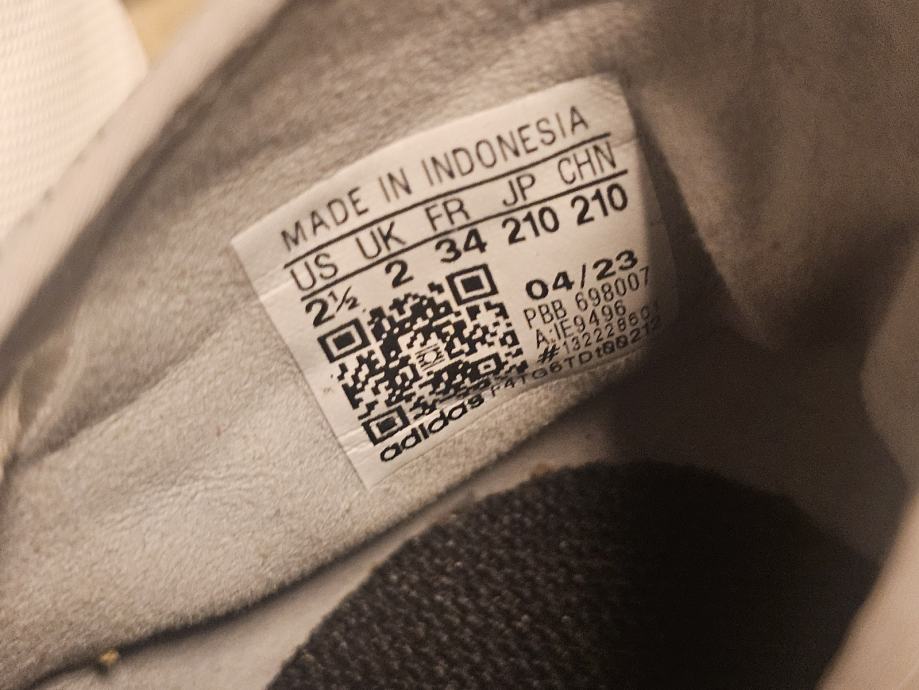 MADE IN INDONESIA
US UK FR JP CHN
2½ 2 34 210 210
04/23
PBB 698007
A:IE9496
adidas